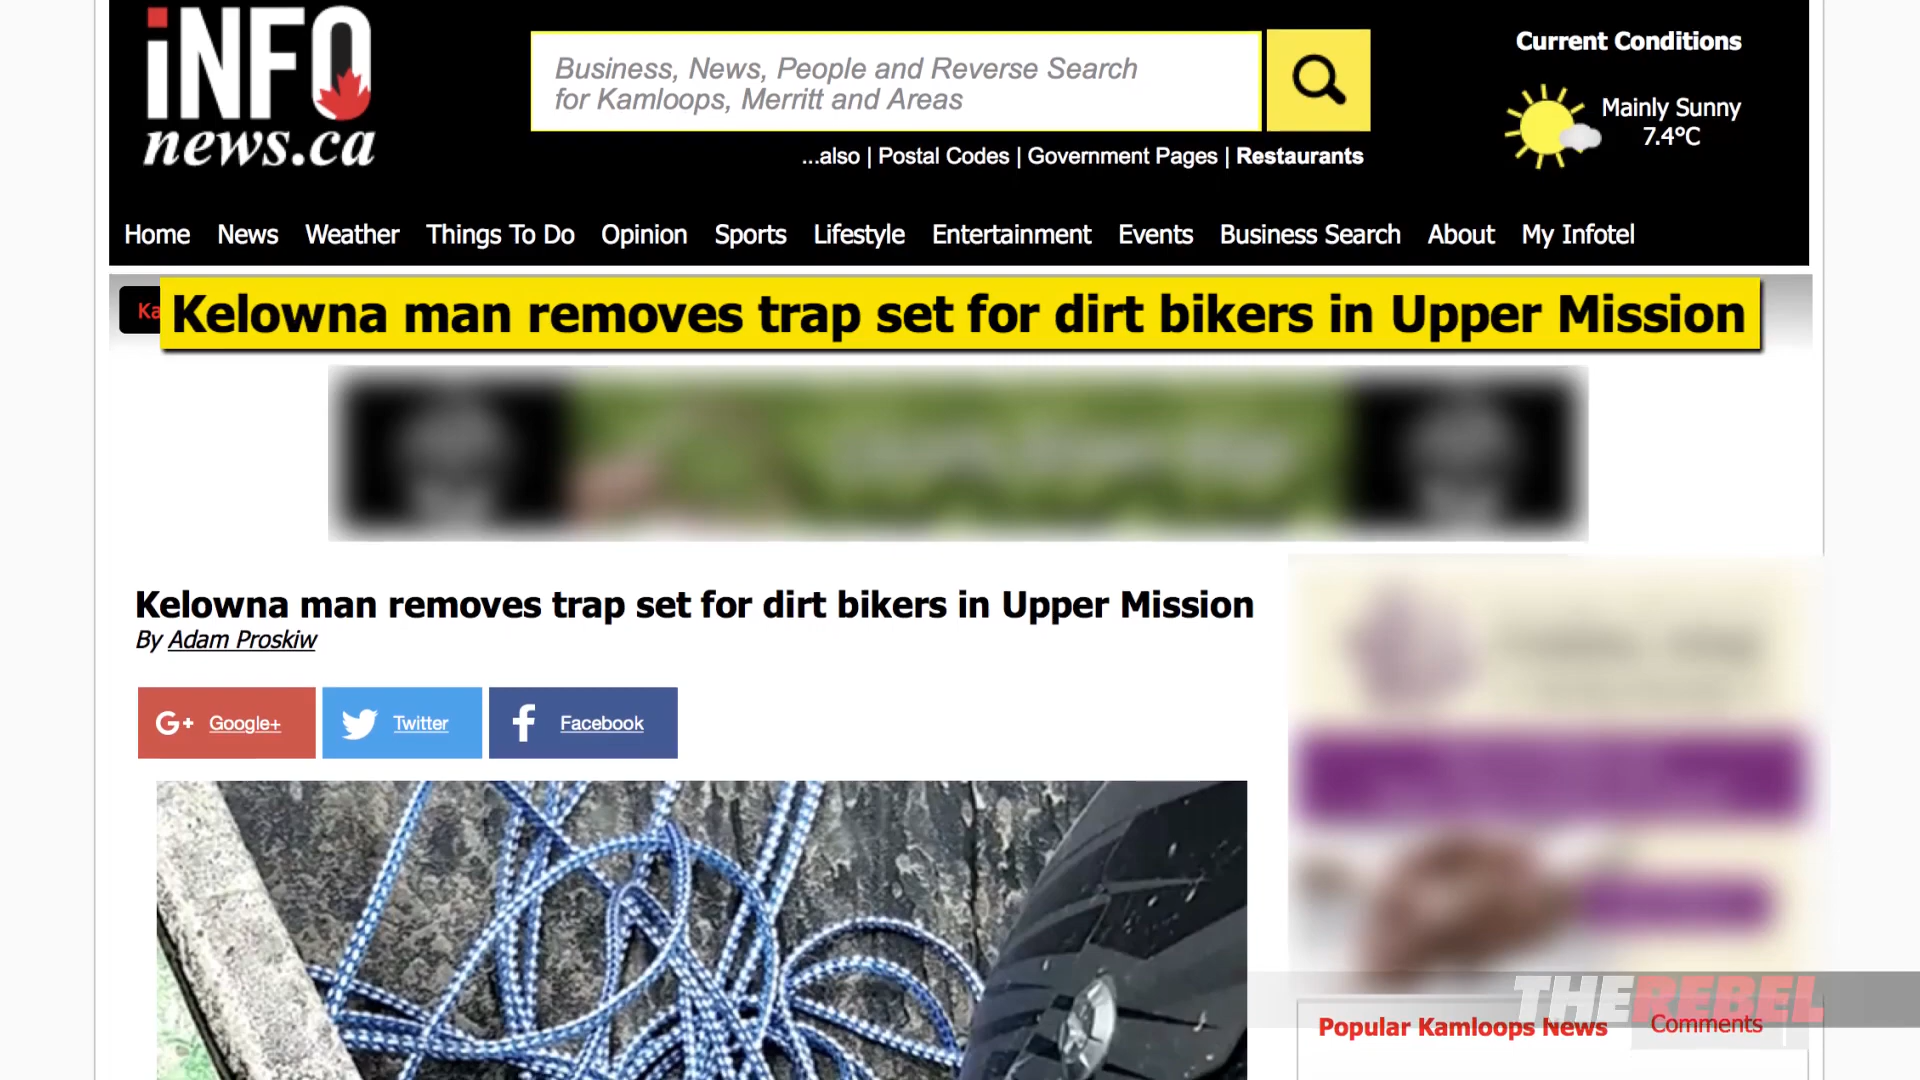 iNFO
news.ca
Business, News, People and Reverse Search
for Kamloops, Merritt and Areas
...also | Postal Codes | Government Pages | Restaurants
Current Conditions
Mainly Sunny
7.4°C
Home News Weather Things To Do Opinion Sports Lifestyle Entertainment Events Business Search About My Infotel
Kelowna man removes trap set for dirt bikers in Upper Mission
Kelowna man removes trap set for dirt bikers in Upper Mission
By Adam Proskiw
G+ Google+ Twitter Facebook
THE REBEL
Popular Kamloops News Comments